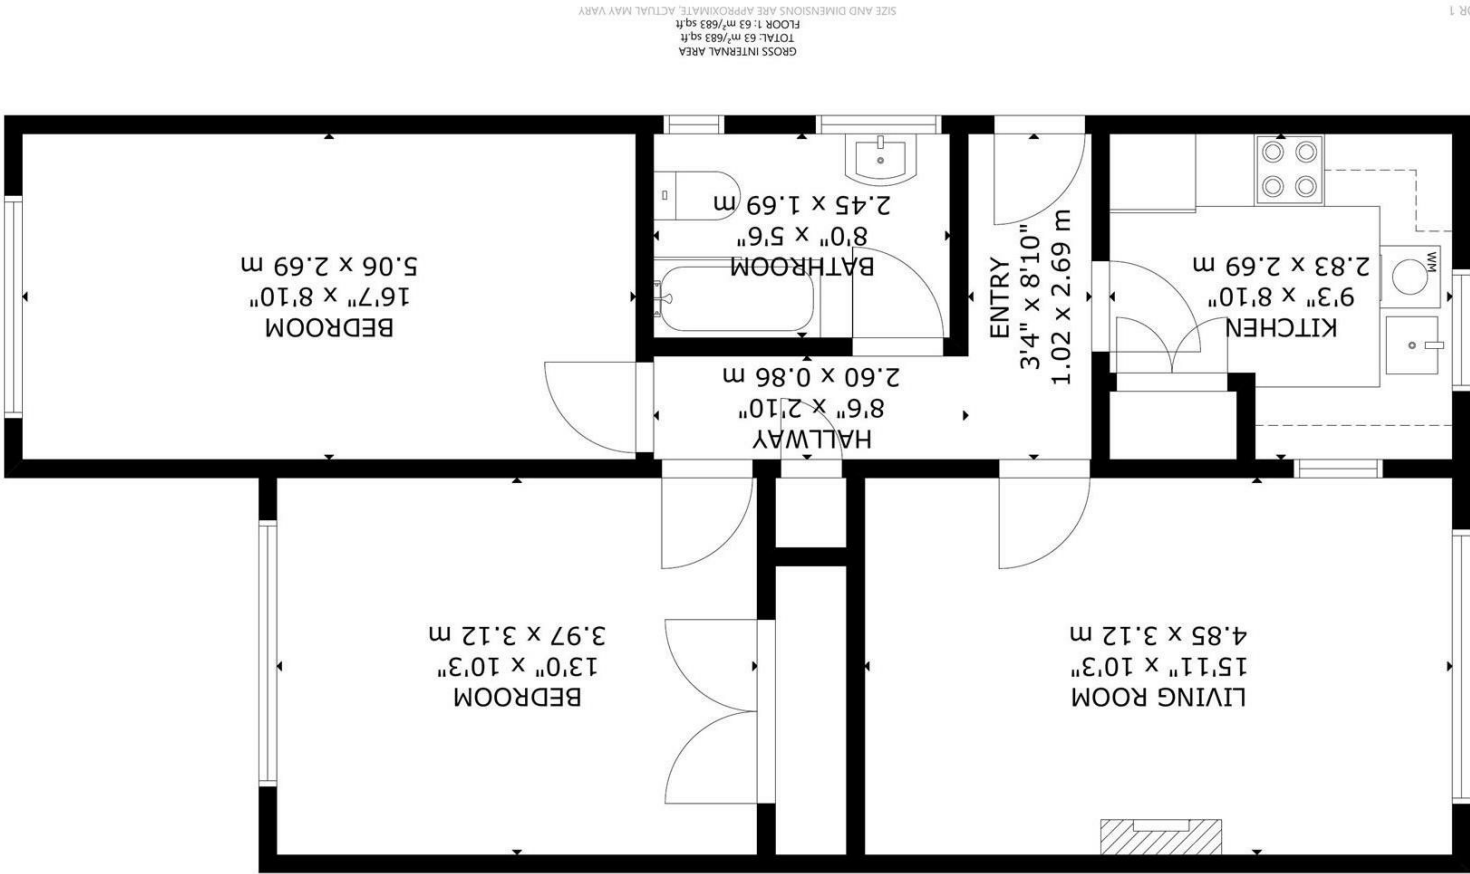 BEDROOM
13'0" x 10'3"
3.97 x 3.12 m
LIVING ROOM
15'11" x 10'3"
4.85 x 3.12 m
HALLWAY
8'6" x 2'10"
2.60 x 0.86 m
ENTRY
3'4" x 8'10"
1.02 x 2.69 m
KITCHEN
9'3" x 8'10"
2.83 x 2.69 m
WM
BATHROOM
8'0" x 5'6"
2.45 x 1.69 m
BEDROOM
16'7" x 8'10"
5.06 x 2.69 m
GROSS INTERNAL AREA
TOTAL: 63 m²/683 sq.ft
FLOOR 1: 63 m²/683 sq.ft
SIZE AND DIMENSIONS ARE APPROXIMATE, ACTUAL MAY VARY
OR 1